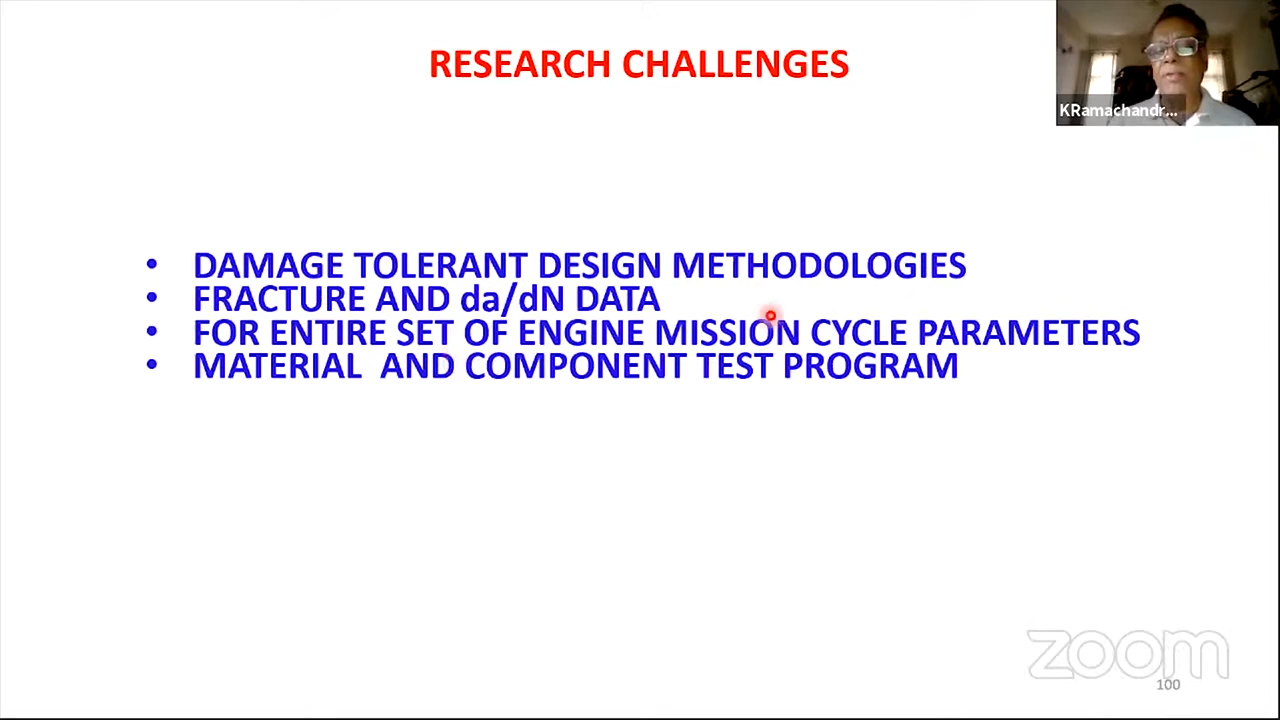 RESEARCH CHALLENGES
KRamachandr...
• DAMAGE TOLERANT DESIGN METHODOLOGIES
• FRACTURE AND da/dN DATA
• FOR ENTIRE SET OF ENGINE MISSION CYCLE PARAMETERS
• MATERIAL AND COMPONENT TEST PROGRAM
zoom
100